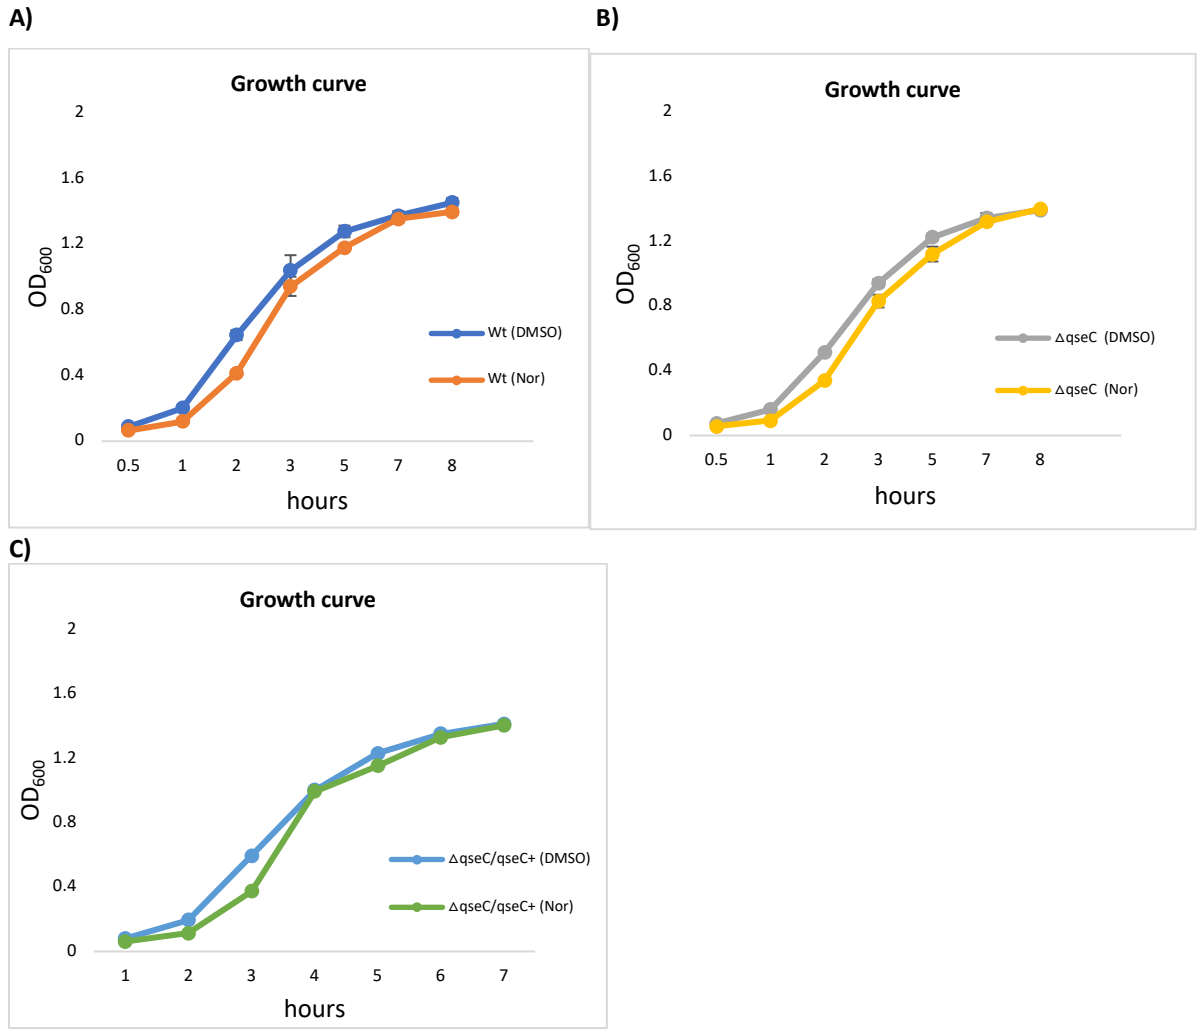 A)
Growth curve
2
1.6
1.2
0.8
0.4
0
OD600
0.5 1 2 3 5 7 8
hours
Wt (DMSO)
Wt (Nor)
B)
Growth curve
2
1.6
1.2
0.8
0.4
0
OD600
0.5 1 2 3 5 7 8
hours
△qseC (DMSO)
△qseC (Nor)
C)
Growth curve
2
1.6
1.2
0.8
0.4
0
OD600
1 2 3 4 5 6 7
hours
△qseC/qseC+ (DMSO)
△qseC/qseC+ (Nor)